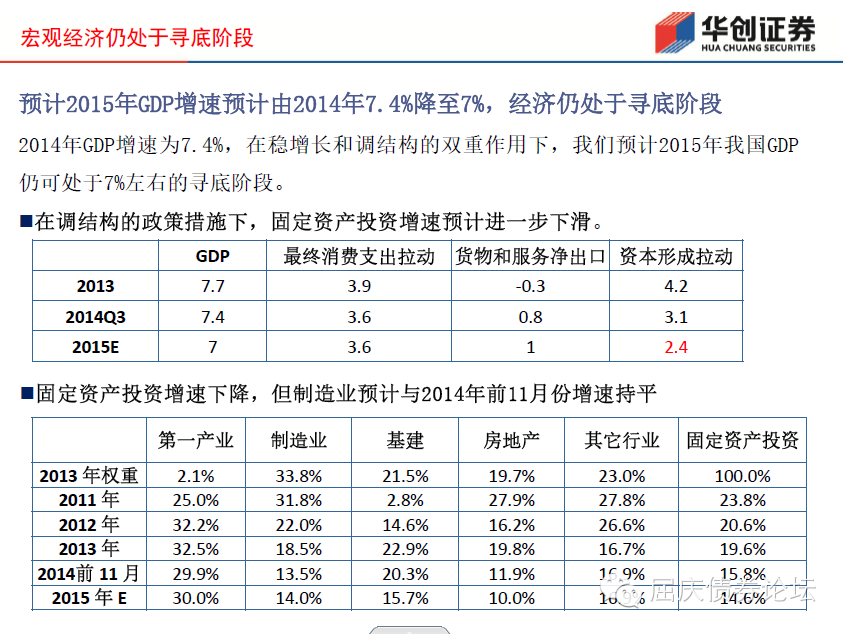 宏观经济仍处于寻底阶段
华创证券
HUA CHUANG SECURITIES
预计2015年GDP增速预计由2014年7.4%降至7%，经济仍处于寻底阶段
2014年GDP增速为7.4%，在稳增长和调结构的双重作用下，我们预计2015年我国GDP
仍可处于7%左右的寻底阶段。
■在调结构的政策措施下，固定资产投资增速预计进一步下滑。
GDP 最终消费支出拉动 货物和服务净出口 资本形成拉动
2013 7.7 3.9 -0.3 4.2
2014Q3 7.4 3.6 0.8 3.1
2015E 7 3.6 1 2.4
■固定资产投资增速下降，但制造业预计与2014年前11月份增速持平
第一产业 制造业 基建 房地产 其它行业 固定资产投资
2013 年权重 2.1% 33.8% 21.5% 19.7% 23.0% 100.0%
2011 年 25.0% 31.8% 2.8% 27.9% 27.8% 23.8%
2012 年 32.2% 22.0% 14.6% 16.2% 26.6% 20.6%
2013 年 32.5% 18.5% 22.9% 19.8% 16.7% 19.6%
2014前 11 月 29.9% 13.5% 20.3% 11.9% 16.9% 15.8%
2015 年 E 30.0% 14.0% 15.7% 10.0% 14.6%
屈庆债券论坛